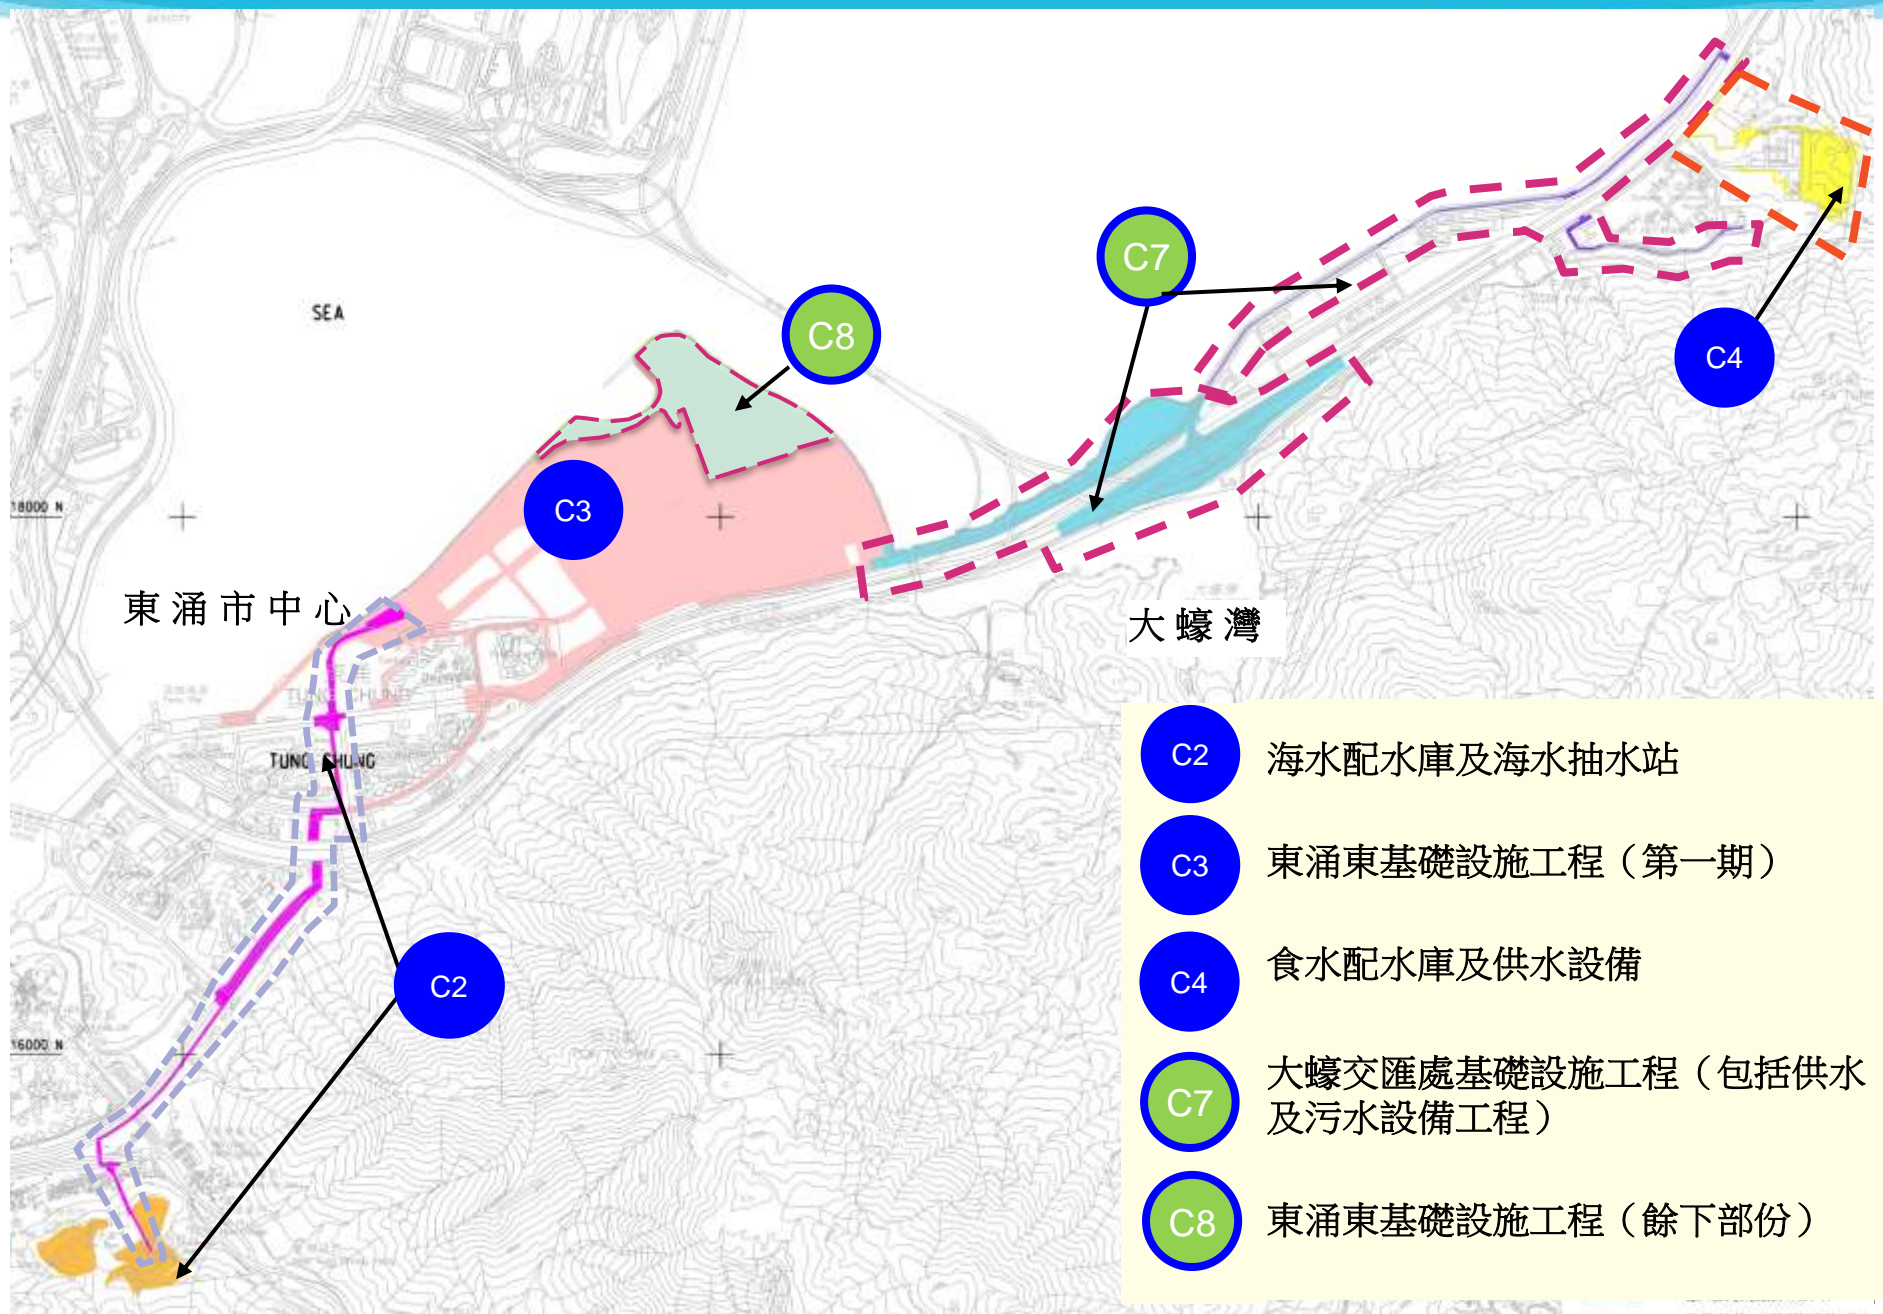 SEA
C7
C8
C4
C3
18000 N
東涌市中心
大蠔灣
TUNG CHUNG
TUNG CHUNG
C2
16000 N
C2 海水配水庫及海水抽水站
C3 東涌東基礎設施工程（第一期）
C4 食水配水庫及供水設備
C7 大蠔交匯處基礎設施工程（包括供水
及污水設備工程）
C8 東涌東基礎設施工程（餘下部份）